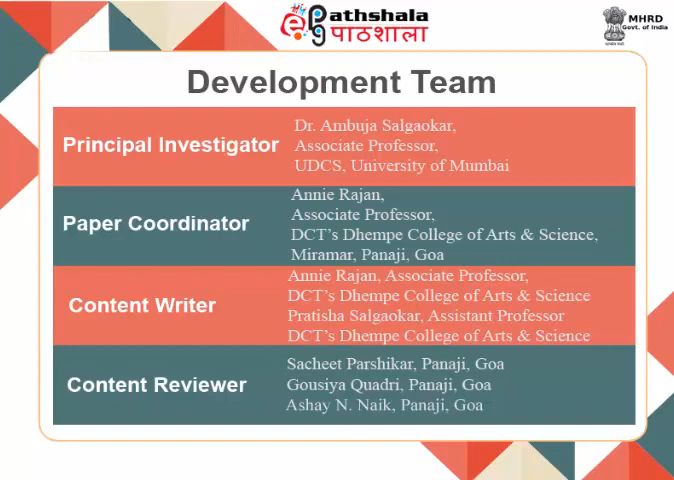 ePG Pathshala
पाठशाला
MHRD
Govt. of India
Development Team
Principal Investigator
Dr. Ambuja Salgaokar,
Associate Professor,
UDCS, University of Mumbai
Paper Coordinator
Annie Rajan,
Associate Professor,
DCT’s Dhempe College of Arts & Science,
Miramar, Panaji, Goa
Content Writer
Annie Rajan, Associate Professor,
DCT’s Dhempe College of Arts & Science
Pratisha Salgaokar, Assistant Professor
DCT’s Dhempe College of Arts & Science
Content Reviewer
Sacheet Parshikar, Panaji, Goa
Gousiya Quadri, Panaji, Goa
Ashay N. Naik, Panaji, Goa